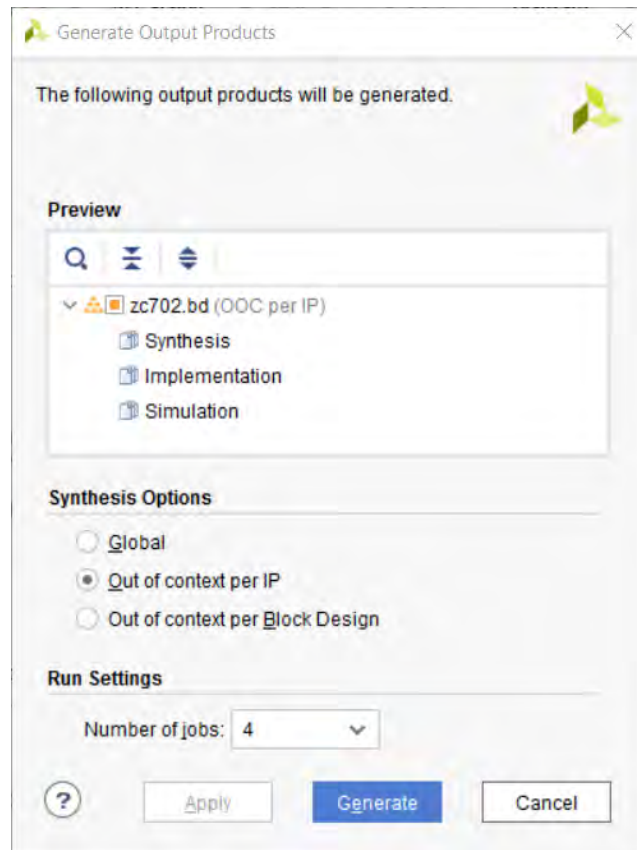 Generate Output Products
The following output products will be generated.
Preview
zc702.bd (OOC per IP)
Synthesis
Implementation
Simulation
Synthesis Options
Global
Out of context per IP
Out of context per Block Design
Run Settings
Number of jobs: 4
? Apply Generate Cancel